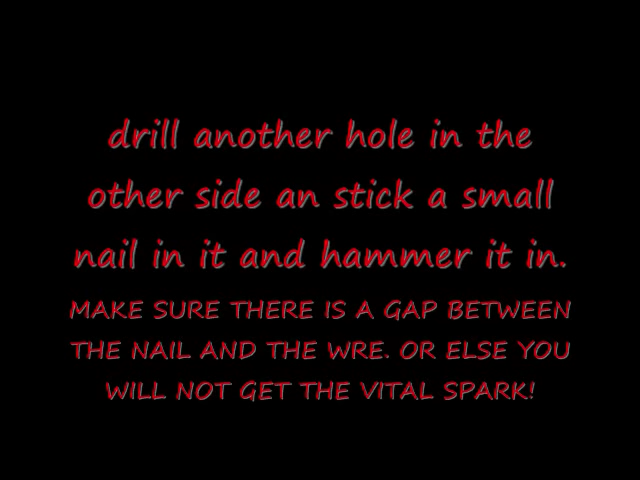 drill another hole in the
other side an stick a small
nail in it and hammer it in.
MAKE SURE THERE IS A GAP BETWEEN
THE NAIL AND THE WRE. OR ELSE YOU
WILL NOT GET THE VITAL SPARK!